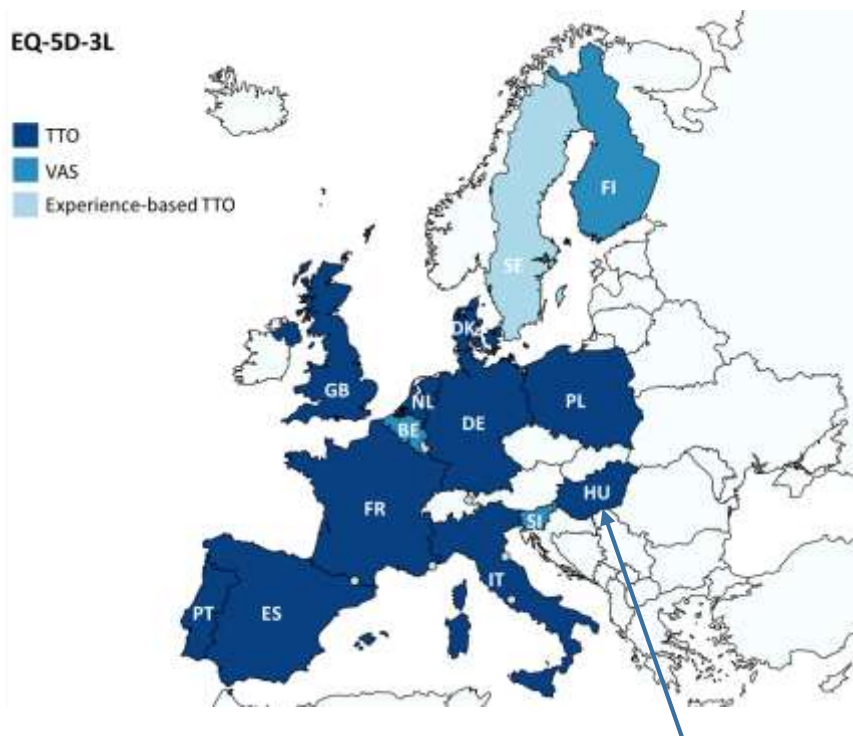 EQ-5D-3L
TTO
VAS
Experience-based TTO
FI
SE
DK
GB
NL
PL
BE
DE
HU
FR
SI
IT
PT
ES